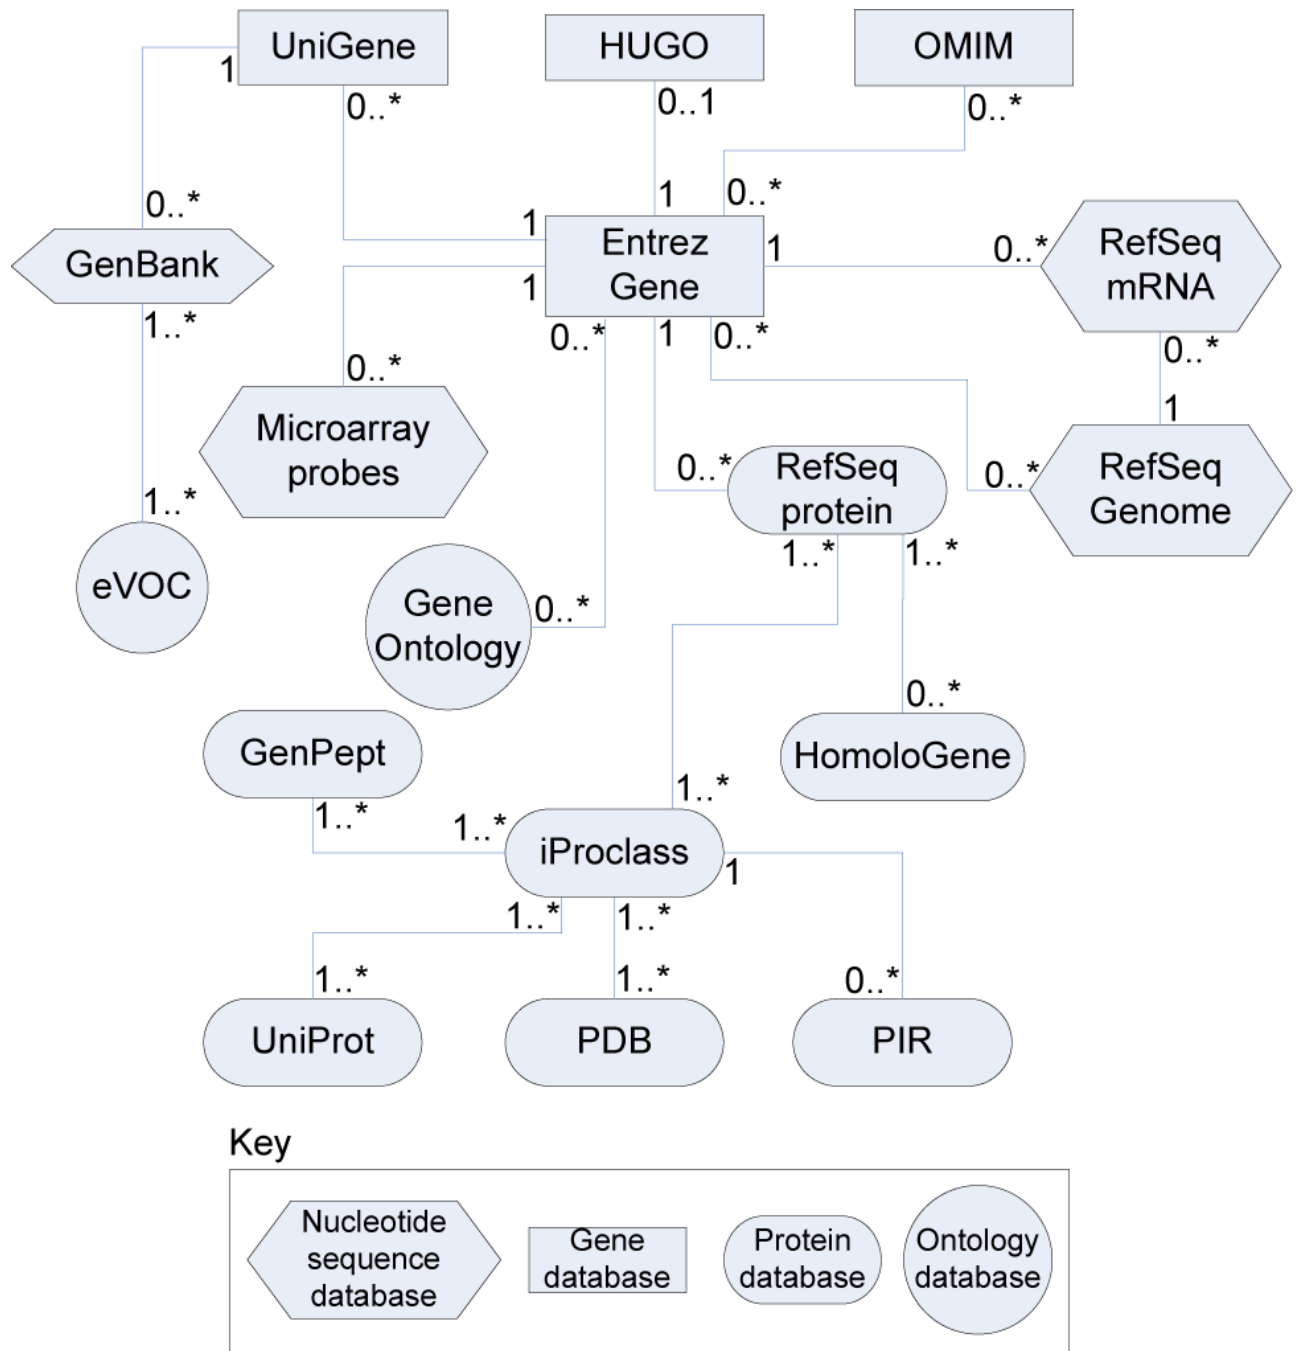 UniGene
HUGO
OMIM
1
0..*
0..1
0..*
0..*
1
1
0..*
GenBank
Entrez
Gene
1
0..*
RefSeq
mRNA
1
1..*
0..*
1
0..*
0..*
0..*
1
Microarray
probes
1..*
0..*
RefSeq
protein
0..*
RefSeq
Genome
1..*
1..*
eVOC
Gene
Ontology
0..*
0..*
GenPept
HomoloGene
1..*
1..*
1..*
iProclass
1
1..*
1..*
1..*
1..*
0..*
UniProt
PDB
PIR
Key
Nucleotide
sequence
database
Gene
database
Protein
database
Ontology
database